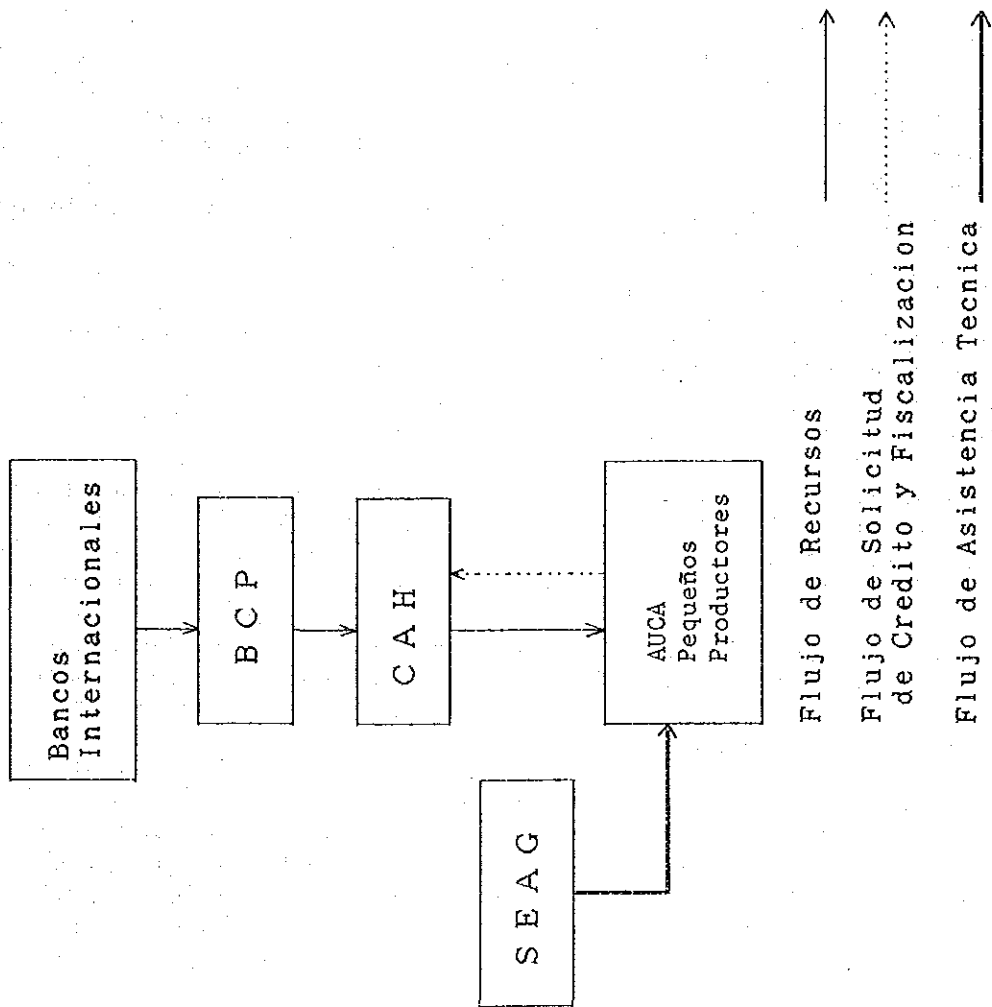 Bancos
Internacionales
B C P
C A H
AUCA
Pequeños
Productores
S E A G
Flujo de Recursos
Flujo de Solicitud
de Credito y Fiscalizacion
Flujo de Asistencia Tecnica